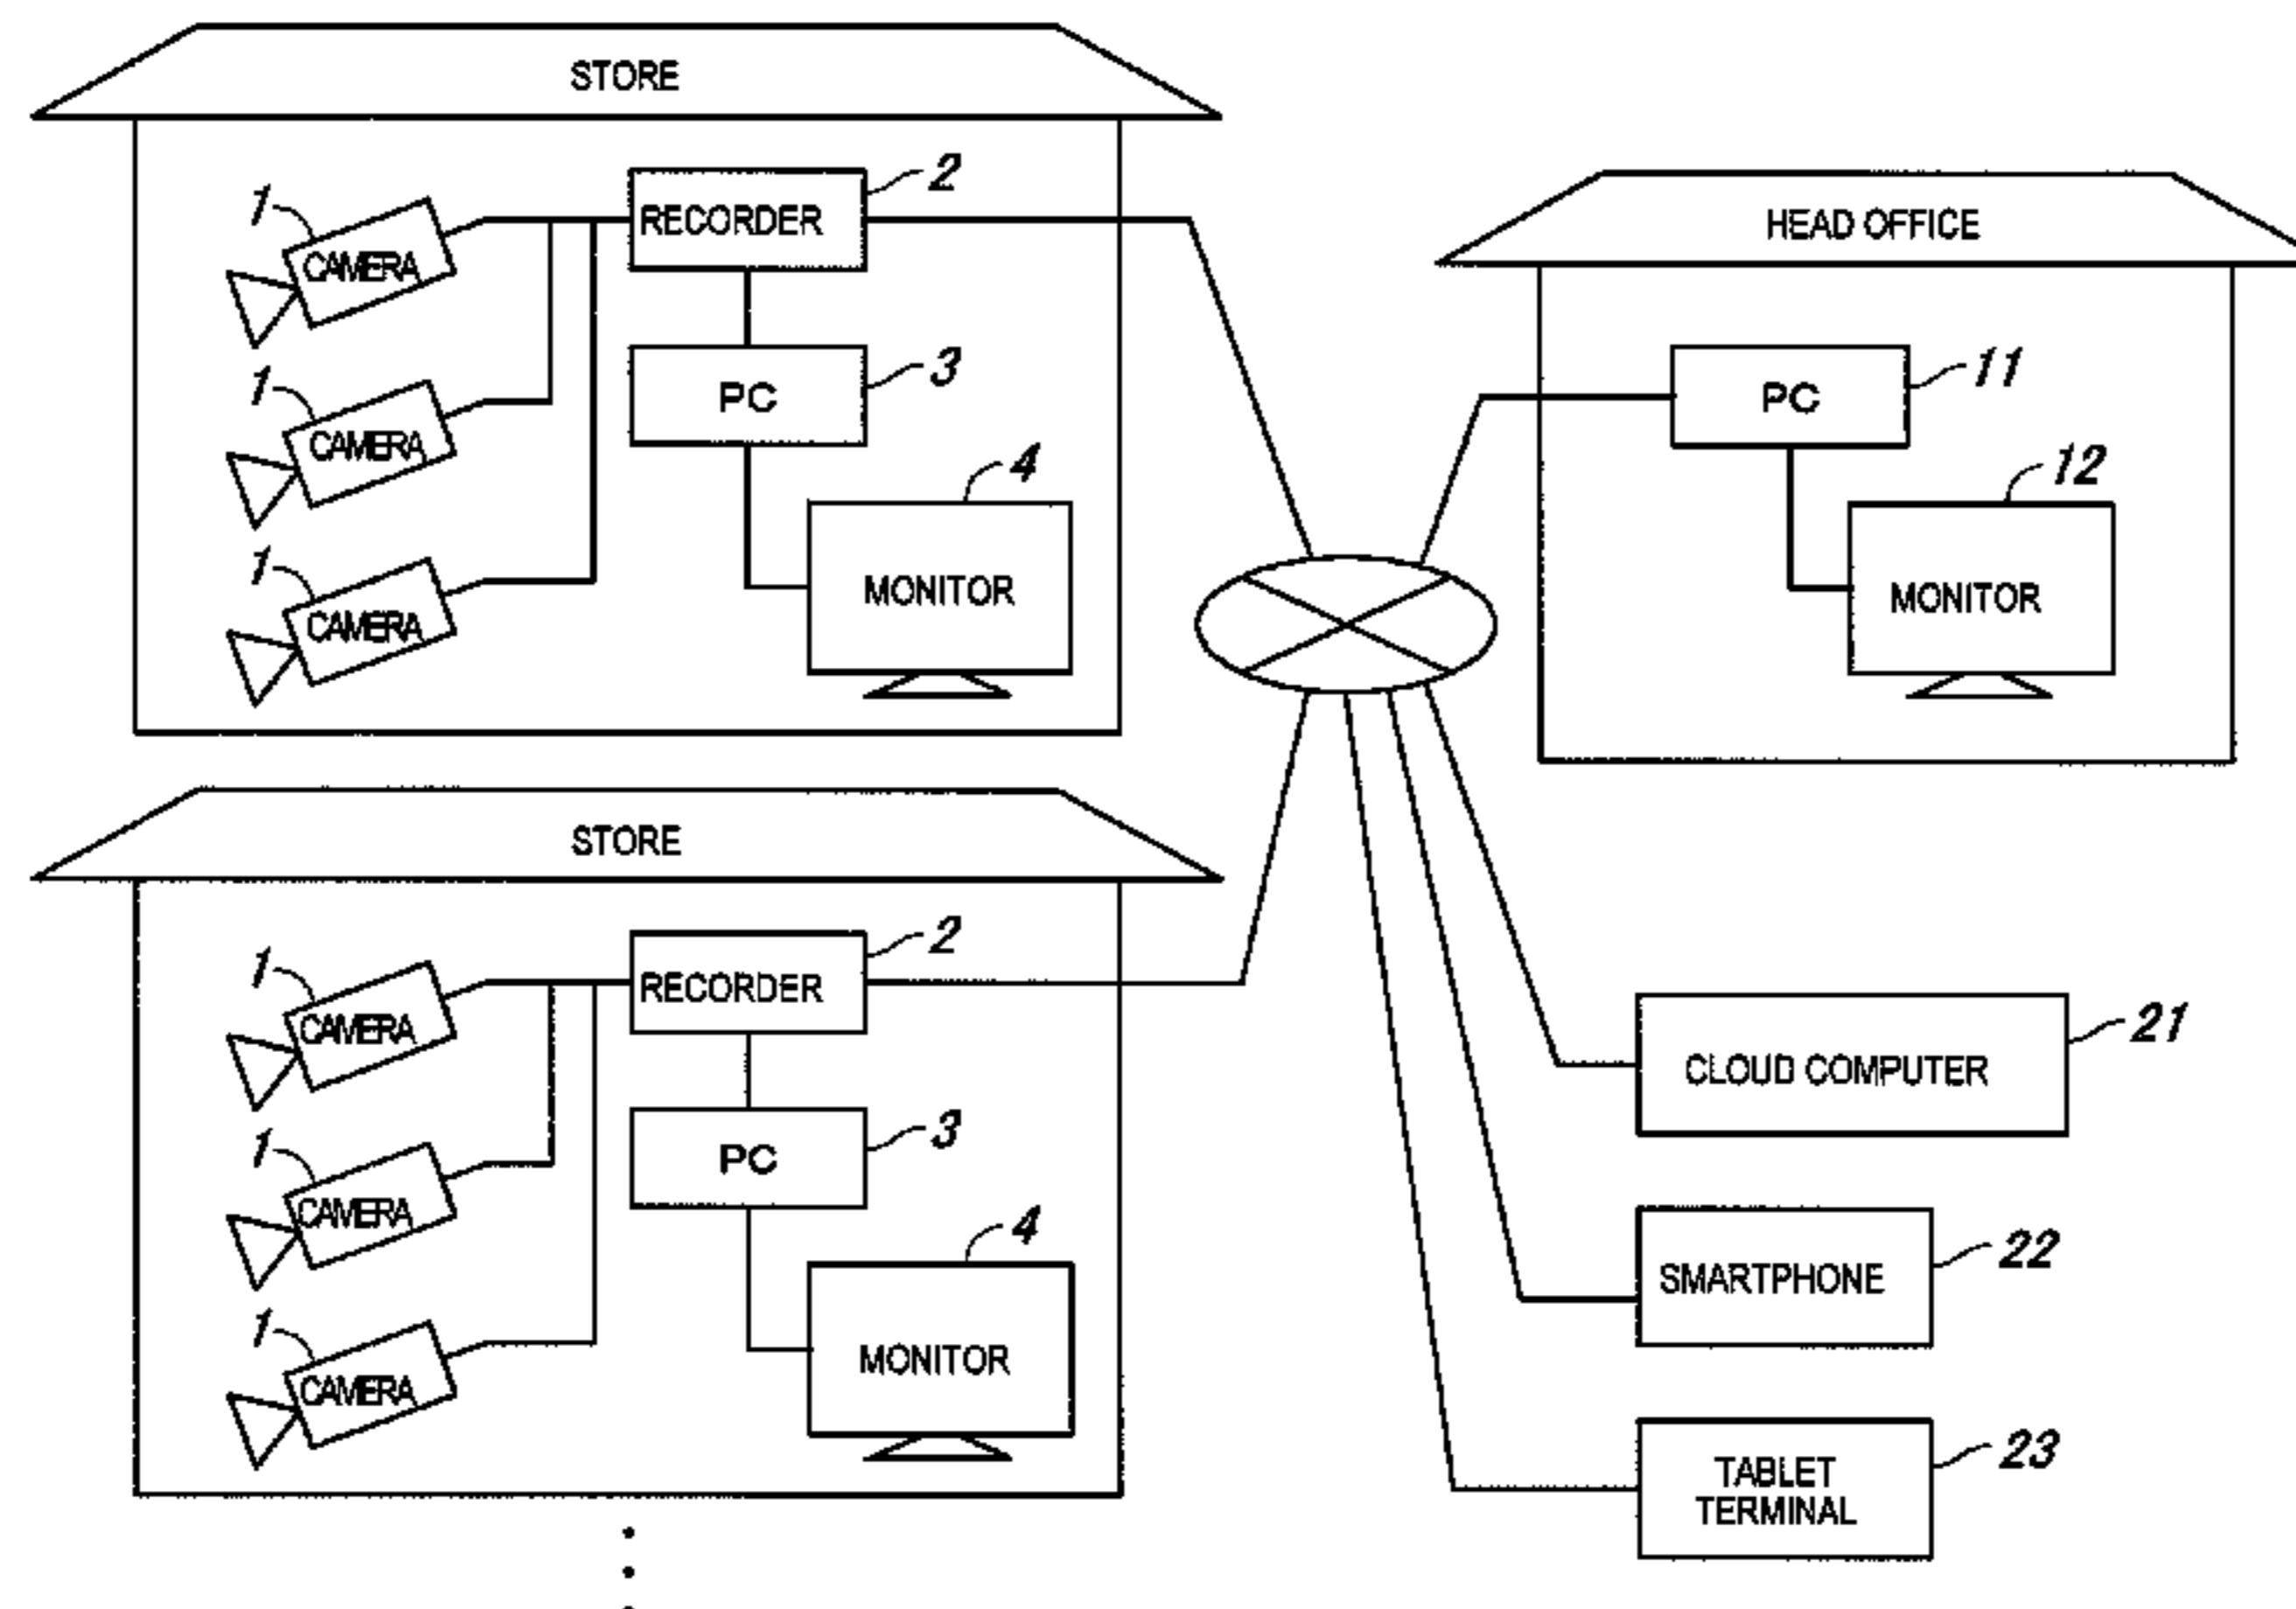 STORE
1
CAMERA
2
RECORDER
1
CAMERA
3
PC
1
CAMERA
4
MONITOR
HEAD OFFICE
11
PC
12
MONITOR
STORE
1
CAMERA
2
RECORDER
1
CAMERA
3
PC
1
CAMERA
4
MONITOR
21
CLOUD COMPUTER
22
SMARTPHONE
23
TABLET
TERMINAL